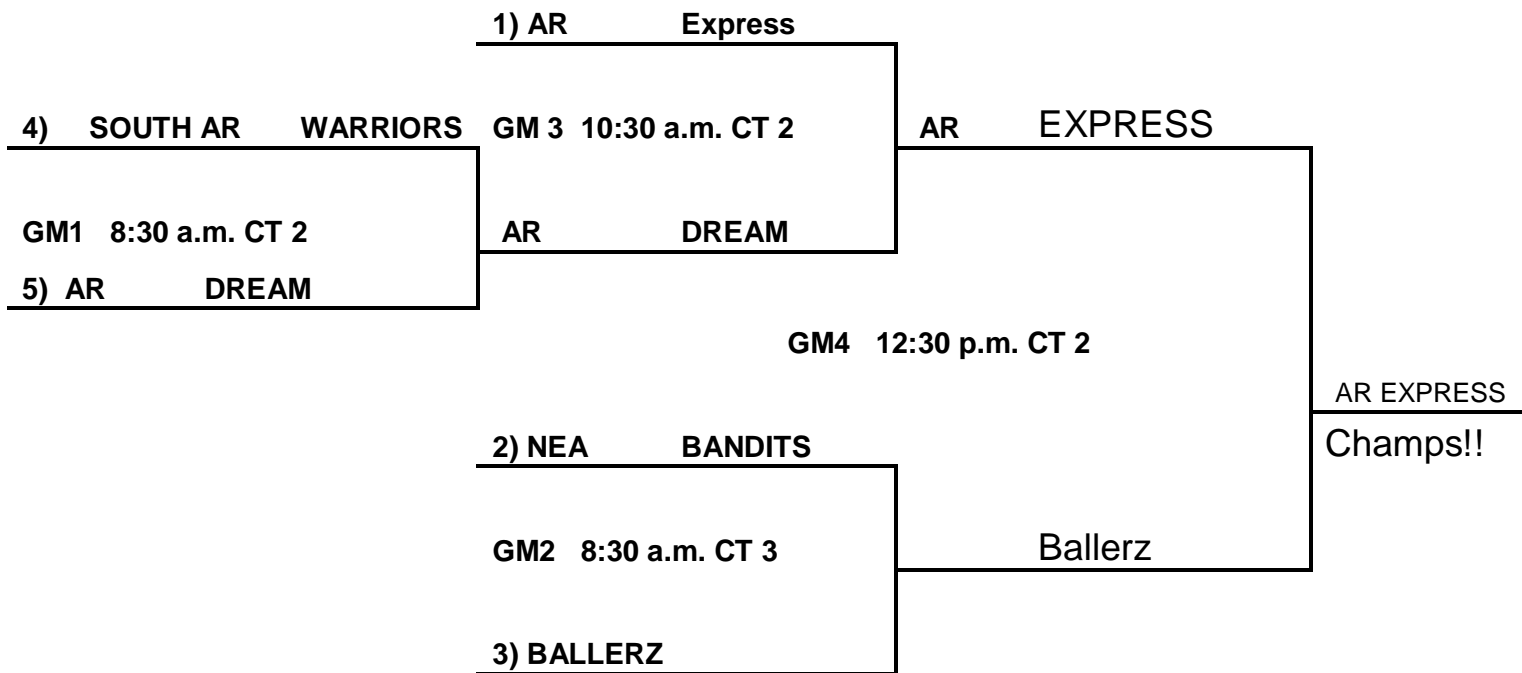 1) AR Express
4) SOUTH AR WARRIORS GM 3 10:30 a.m. CT 2 AR EXPRESS
GM1 8:30 a.m. CT 2 AR DREAM
5) AR DREAM
GM4 12:30 p.m. CT 2
AR EXPRESS
2) NEA BANDITS Champs!!
GM2 8:30 a.m. CT 3 Ballerz
3) BALLERZ